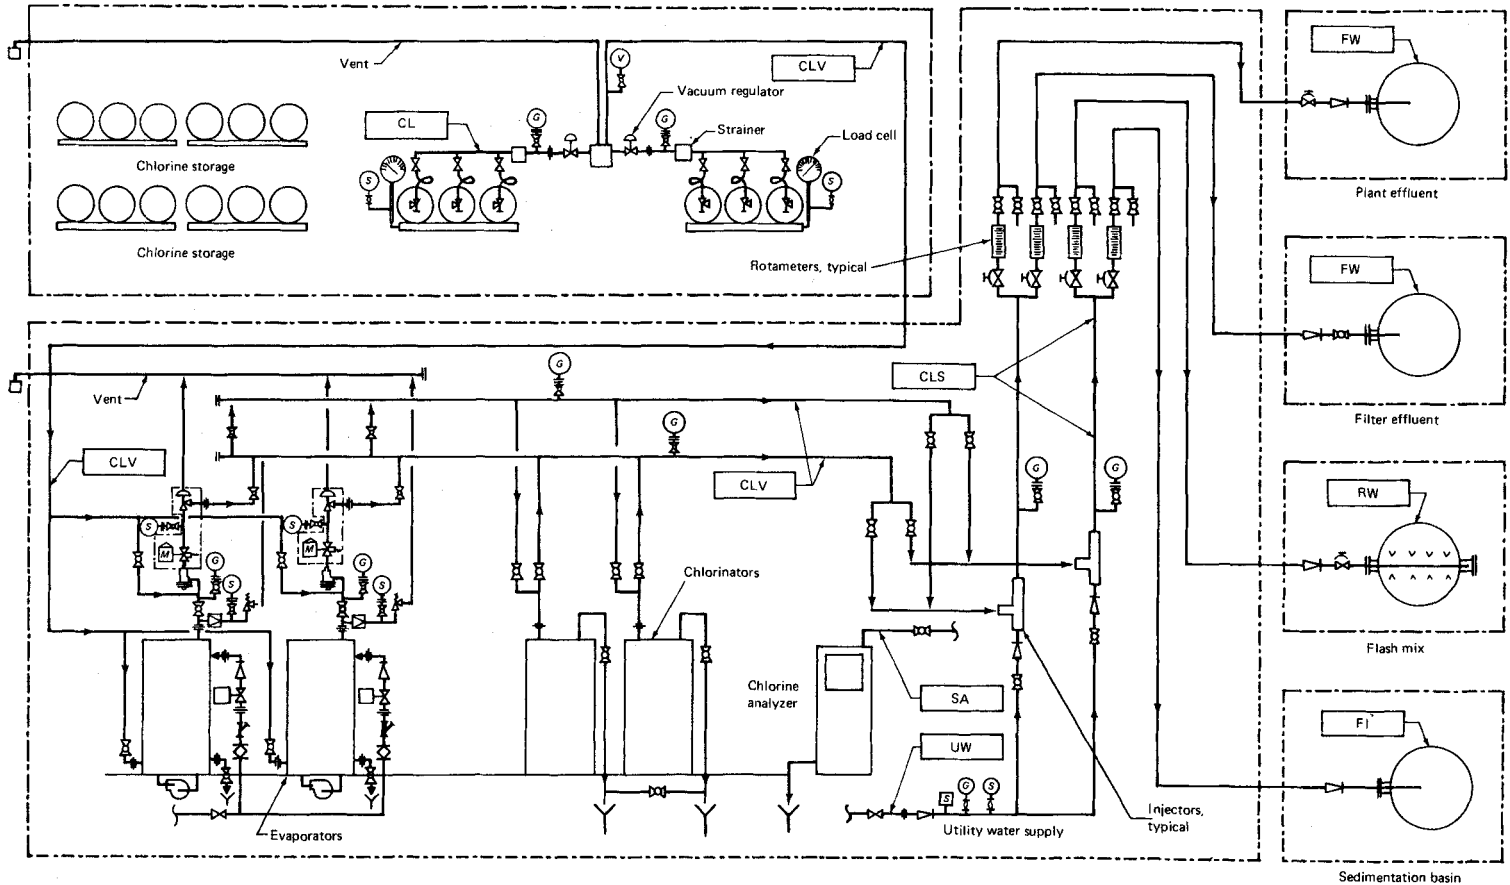 FW
Plant effluent
Vent
V
CLV
Vacuum regulator
CL
G
G
Strainer
Load cell
S
S
Chlorine storage
Chlorine storage
Rotameters, typical
FW
Filter effluent
Vent
G
CLS
G
CLV
CLV
G
G
S
S
M
M
G
S
G
S
RW
Flash mix
Chlorinators
Chlorine
analyzer
SA
UW
S
G
S
Utility water supply
Injectors,
typical
Evaporators
FI
Sedimentation basin